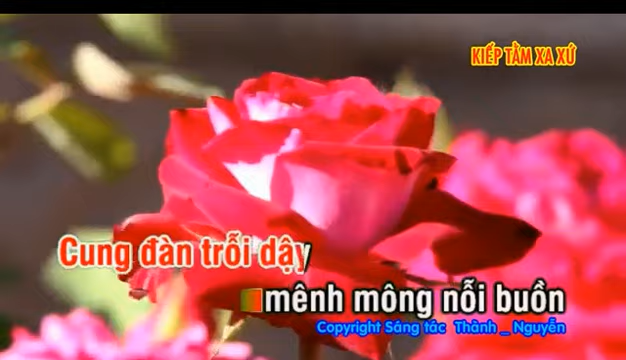 KIẾP TẰM XA XỨ
Cung đàn trỗi dậy
mênh mông nỗi buồn
Copyright Sáng tác Thành _ Nguyễn